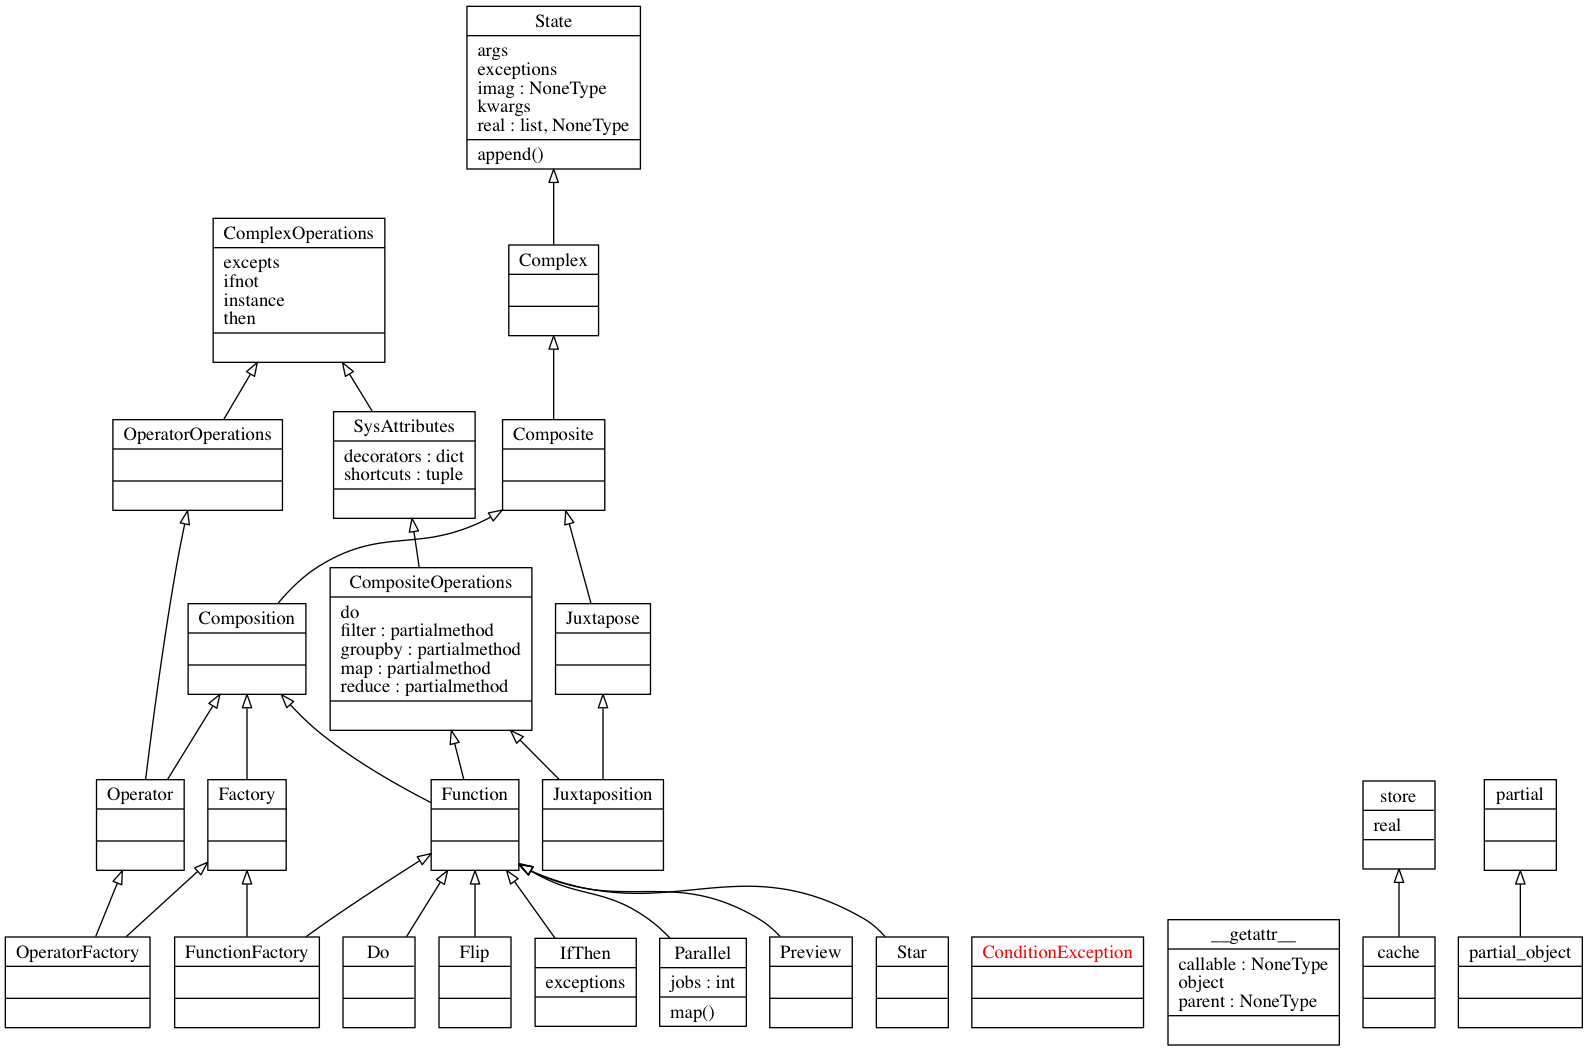 State
args
exceptions
imag : NoneType
kwargs
real : list, NoneType
append()
ComplexOperations
excepts
ifnot
instance
then
Complex
OperatorOperations
SysAttributes
decorators : dict
shortcuts : tuple
Composite
Composition
CompositeOperations
do
filter : partialmethod
groupby : partialmethod
map : partialmethod
reduce : partialmethod
Juxtapose
Operator
Factory
Function
Juxtaposition
store
real
partial
OperatorFactory
FunctionFactory
Do
Flip
IfThen
exceptions
Parallel
jobs : int
map()
Preview
Star
ConditionException
__getattr__
callable : NoneType
object
parent : NoneType
cache
partial_object